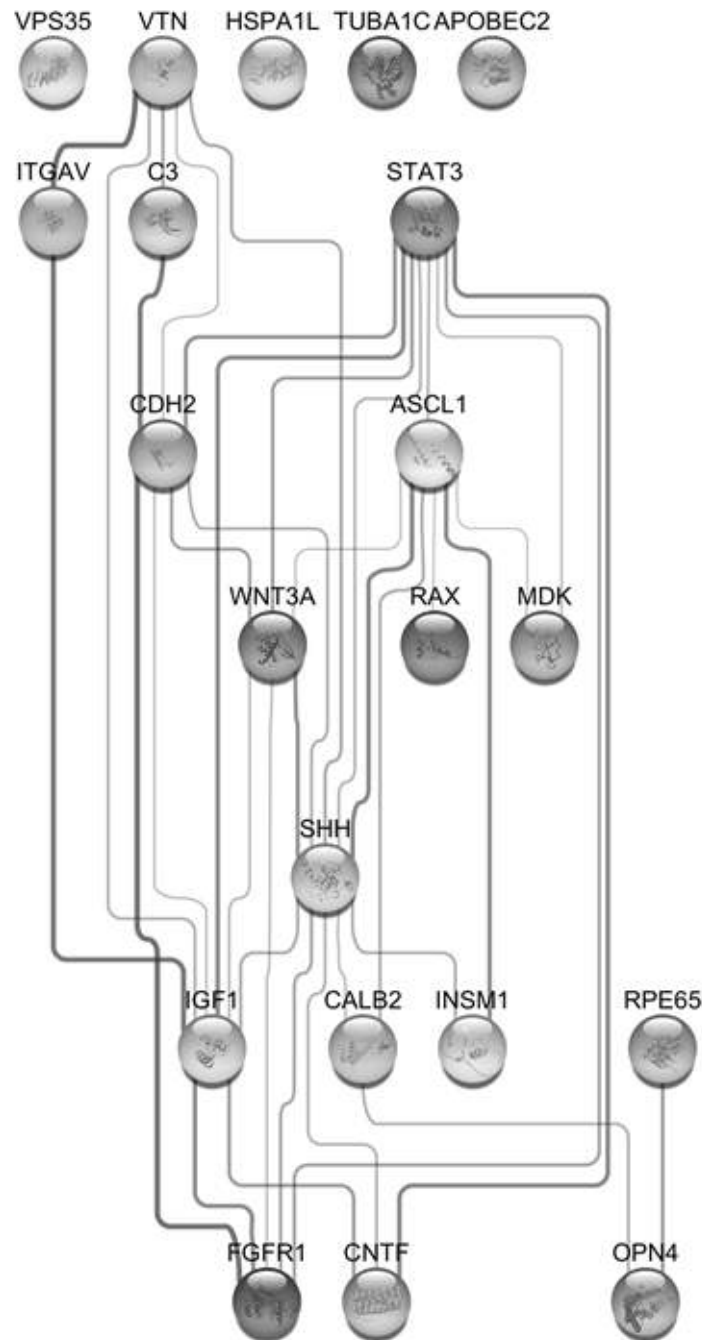 VPS35 VTN HSPA1L TUBA1C APOBEC2
ITGAV C3 STAT3
CDH2 ASCL1
WNT3A RAX MDK
SHH
IGF1 CALB2 INSM1 RPE65
FGFR1 CNTF OPN4